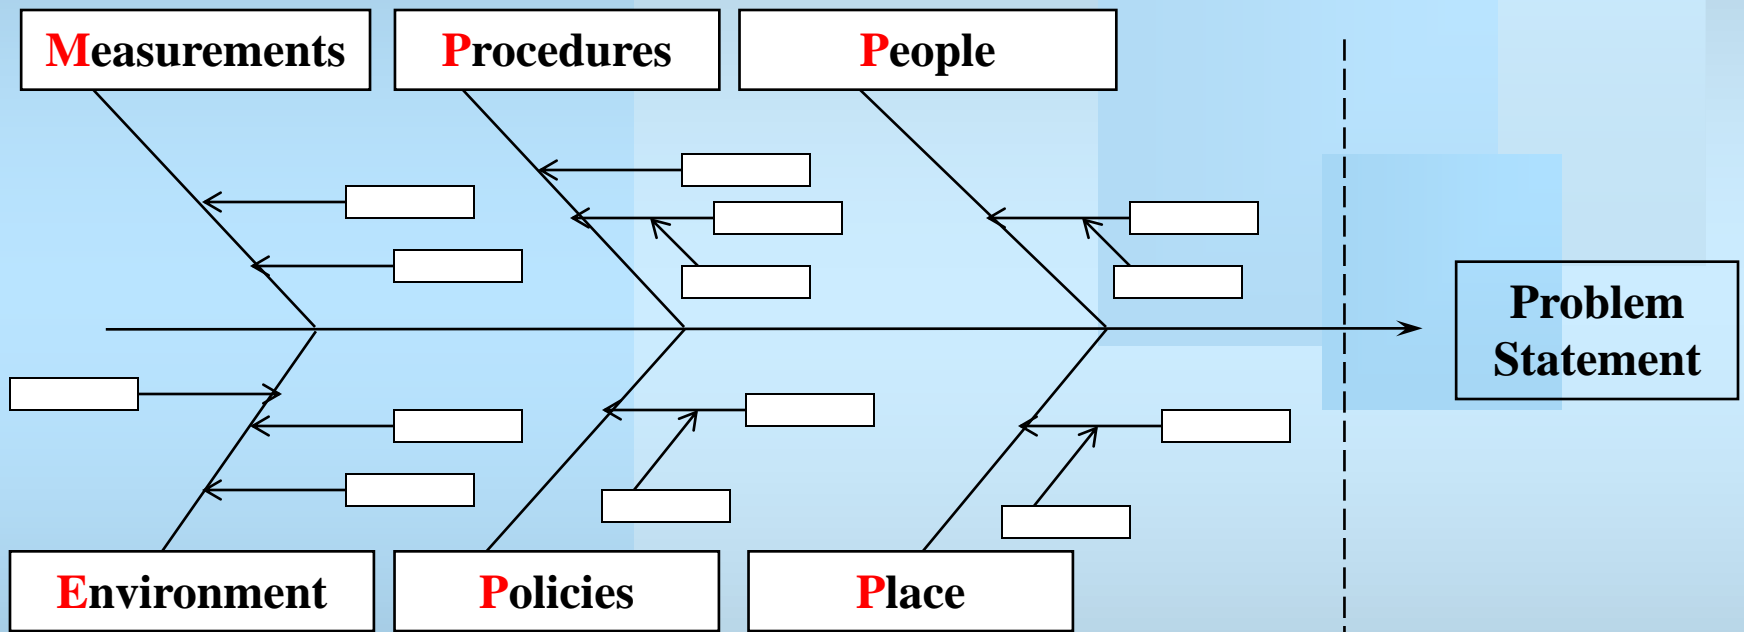 Measurements
Procedures
People
Problem
Statement
Environment
Policies
Place